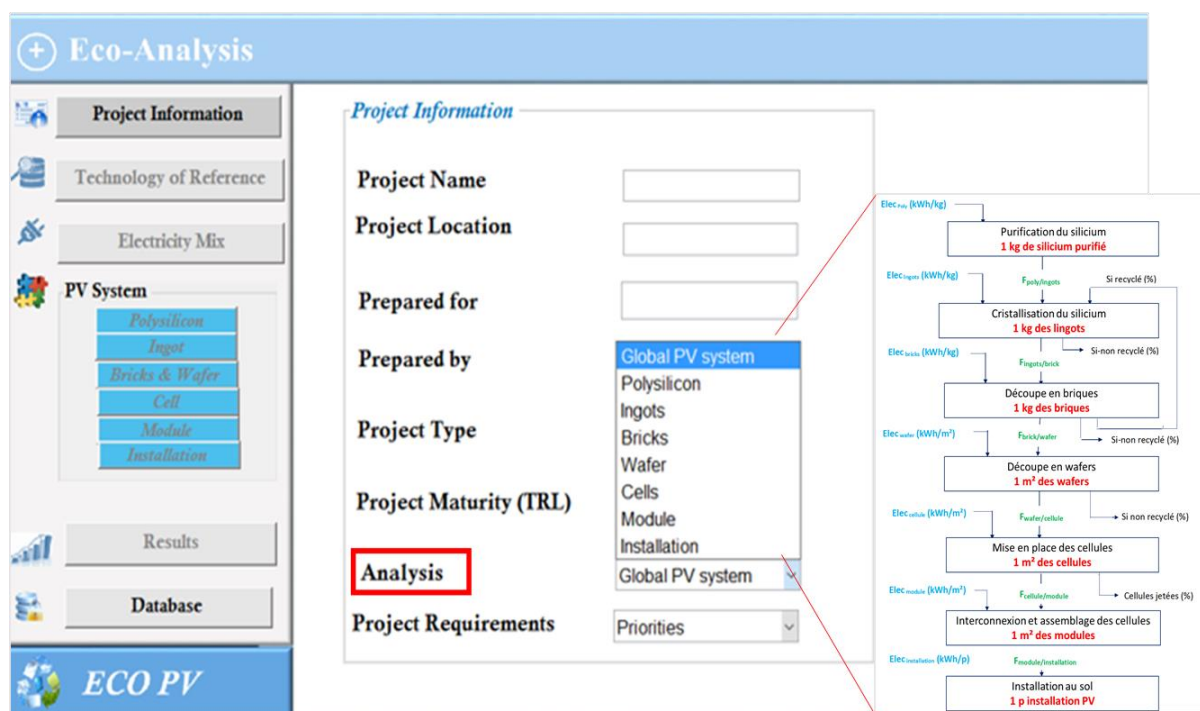 Eco-Analysis
Project Information
Technology of Reference
Electricity Mix
PV System
Polysilicon
Ingot
Bricks & Wafer
Cell
Module
Installation
Results
Database
ECO PV
Project Information
Project Name
Project Location
Prepared for
Prepared by
Project Type
Project Maturity (TRL)
Analysis
Project Requirements
Global PV system
Polysilicon
Ingots
Bricks
Wafer
Cells
Module
Installation
Global PV system
Priorities
Elec Poly (kWh/kg)
Purification du silicium
1 kg de silicium purifié
Elec lingots (kWh/kg)
Fpoly/lingots
Si recyclé (%)
Cristallisation du silicium
1 kg des lingots
Si-non recyclé (%)
Elec bricks (kWh/kg)
Fingots/brick
Découpe en briques
1 kg des briques
Si-non recyclé (%)
Elec wafer (kWh/m²)
Fbrick/wafer
Découpe en wafers
1 m² des wafers
Si non recyclé (%)
Elec cellule (kWh/m²)
Fwafer/cellule
Mise en place des cellules
1 m² des cellules
Cellules jetées (%)
Elec module (kWh/m²)
Fcellule/module
Interconnexion et assemblage des cellules
1 m² des modules
Elec installation (kWh/p)
Fmodule/installation
Installation au sol
1 p installation PV